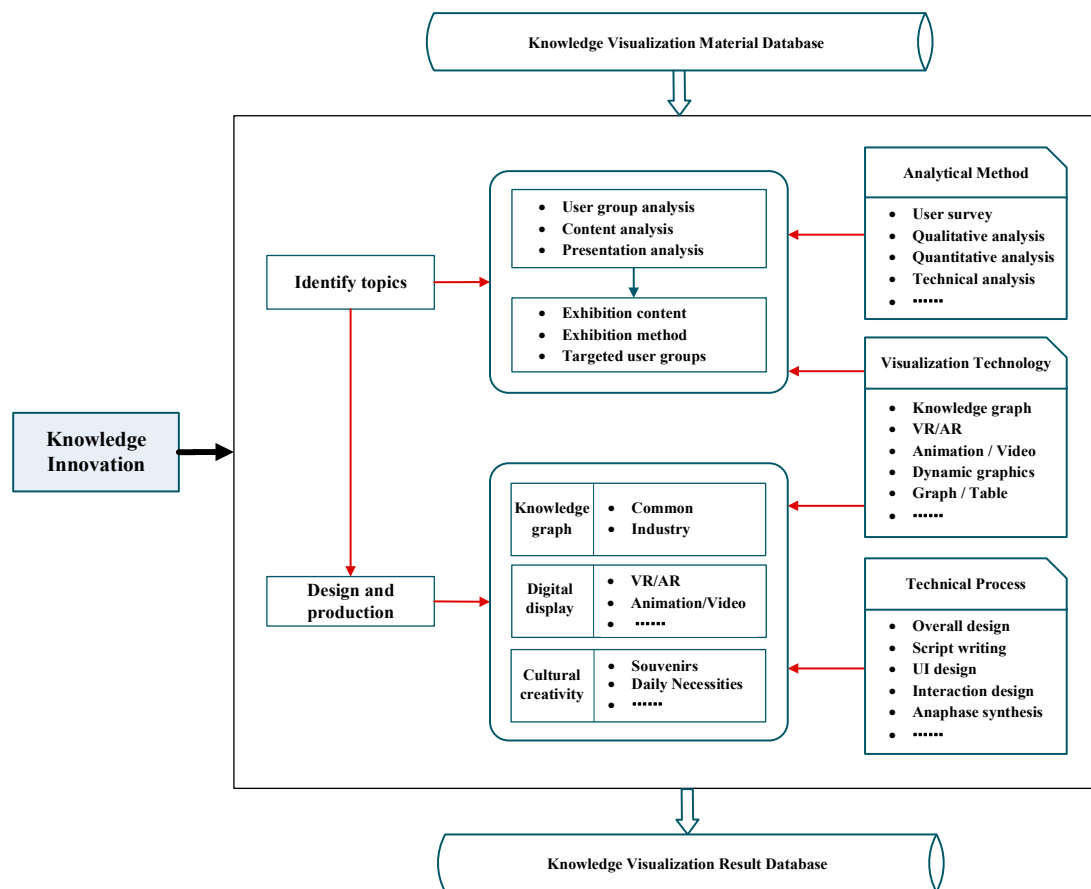 Knowledge Visualization Material Database
Knowledge
Innovation
Identify topics
Design and
production
• User group analysis
• Content analysis
• Presentation analysis
• Exhibition content
• Exhibition method
• Targeted user groups
Knowledge
graph
• Common
• Industry
Digital
display
• VR/AR
• Animation/Video
• ······
Cultural
creativity
• Souvenirs
• Daily Necessities
• ······
Analytical Method
• User survey
• Qualitative analysis
• Quantitative analysis
• Technical analysis
• ······
Visualization Technology
• Knowledge graph
• VR/AR
• Animation / Video
• Dynamic graphics
• Graph / Table
• ······
Technical Process
• Overall design
• Script writing
• UI design
• Interaction design
• Anaphase synthesis
• ······
Knowledge Visualization Result Database